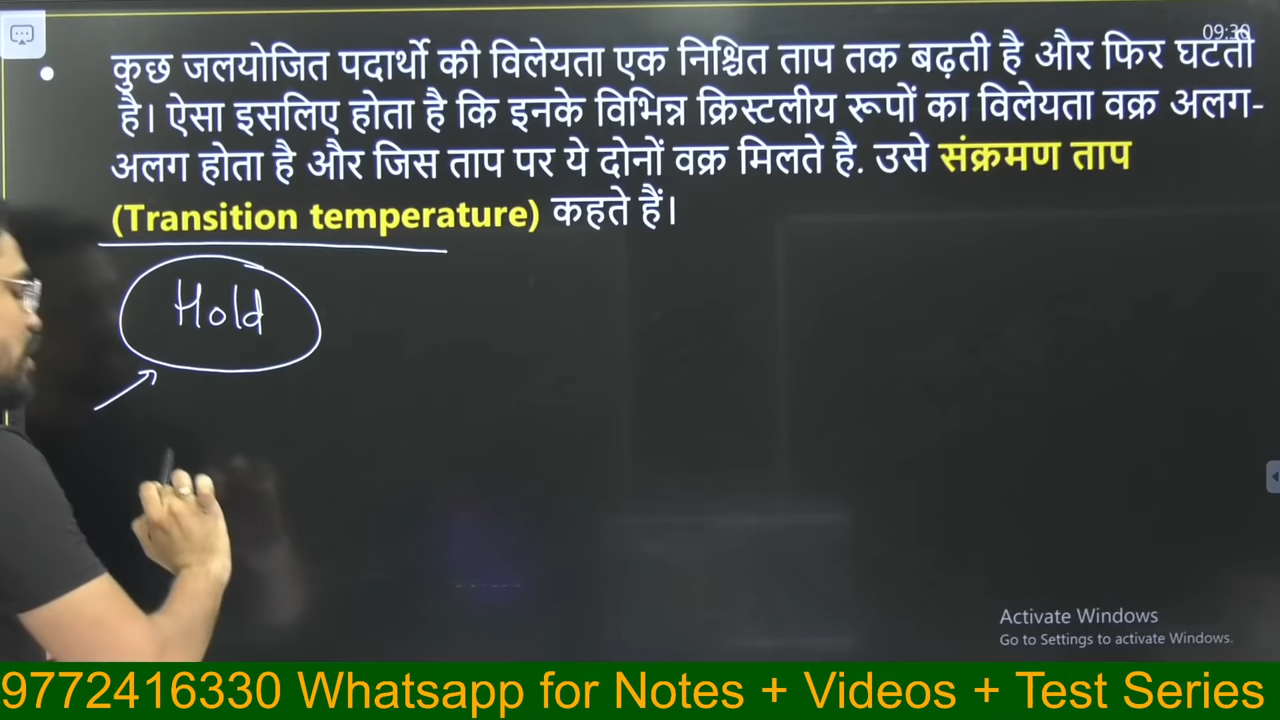 09:30
कुछ जलयोजित पदार्थो की विलेयता एक निश्चित ताप तक बढ़ती है और फिर घटती
है। ऐसा इसलिए होता है कि इनके विभिन्न क्रिस्टलीय रूपों का विलेयता वक्र अलग-
अलग होता है और जिस ताप पर ये दोनों वक्र मिलते है. उसे संक्रमण ताप
(Transition temperature) कहते हैं।
Hold
Activate Windows
Go to Settings to activate Windows.
9772416330 Whatsapp for Notes + Videos + Test Series